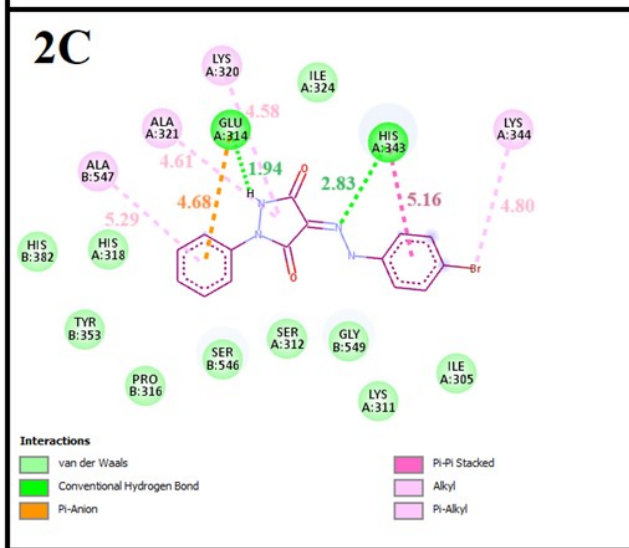 2C
LYS
A:320
ILE
A:324
4.58
ALA
A:321
GLU
A:314
HIS
A:343
LYS
A:344
4.61
1.94
ALA
B:547
H
O
2.83
5.16
4.68
N
4.80
5.29
N
N
HIS
B:382
HIS
A:318
N
Br
O
TYR
B:353
SER
A:312
GLY
B:549
SER
B:546
ILE
A:305
PRO
B:316
LYS
A:311
Interactions
van der Waals
Conventional Hydrogen Bond
Pi-Anion
Pi-Pi Stacked
Alkyl
Pi-Alkyl